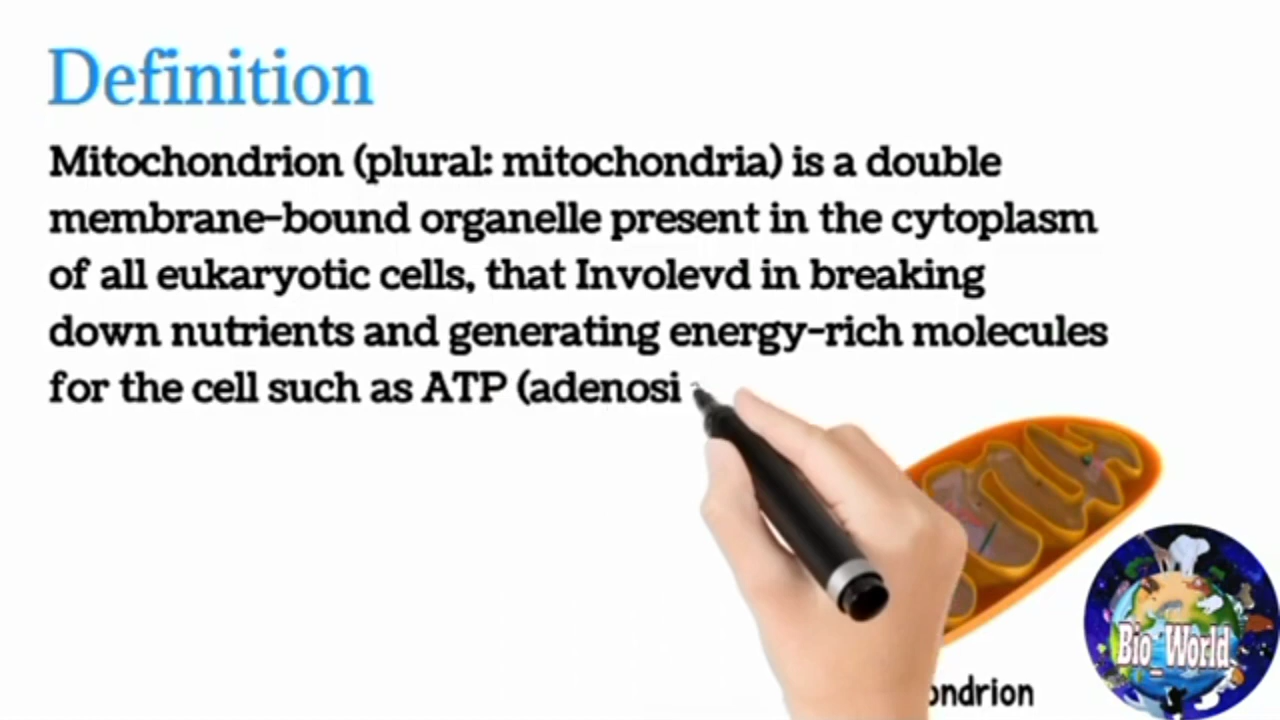 Definition
Mitochondrion (plural: mitochondria) is a double
membrane-bound organelle present in the cytoplasm
of all eukaryotic cells, that Involevd in breaking
down nutrients and generating energy-rich molecules
for the cell such as ATP (adenosi
ondrion
Bio_World